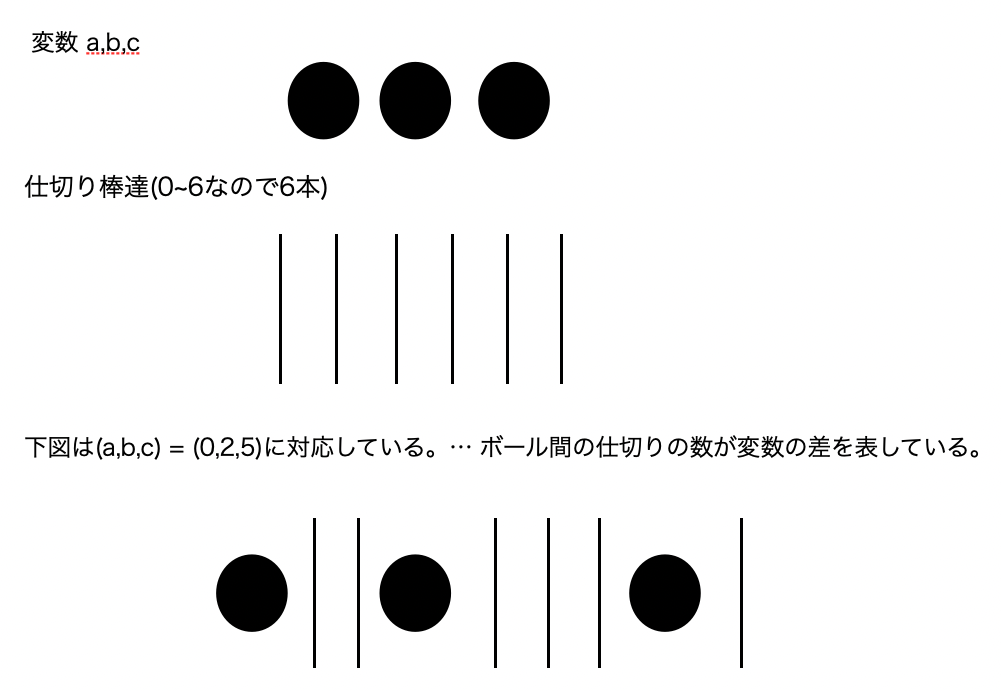 変数 a,b,c
仕切り棒達(0~6なので6本)
下図は(a,b,c) = (0,2,5)に対応している。… ボール間の仕切りの数が変数の差を表している。